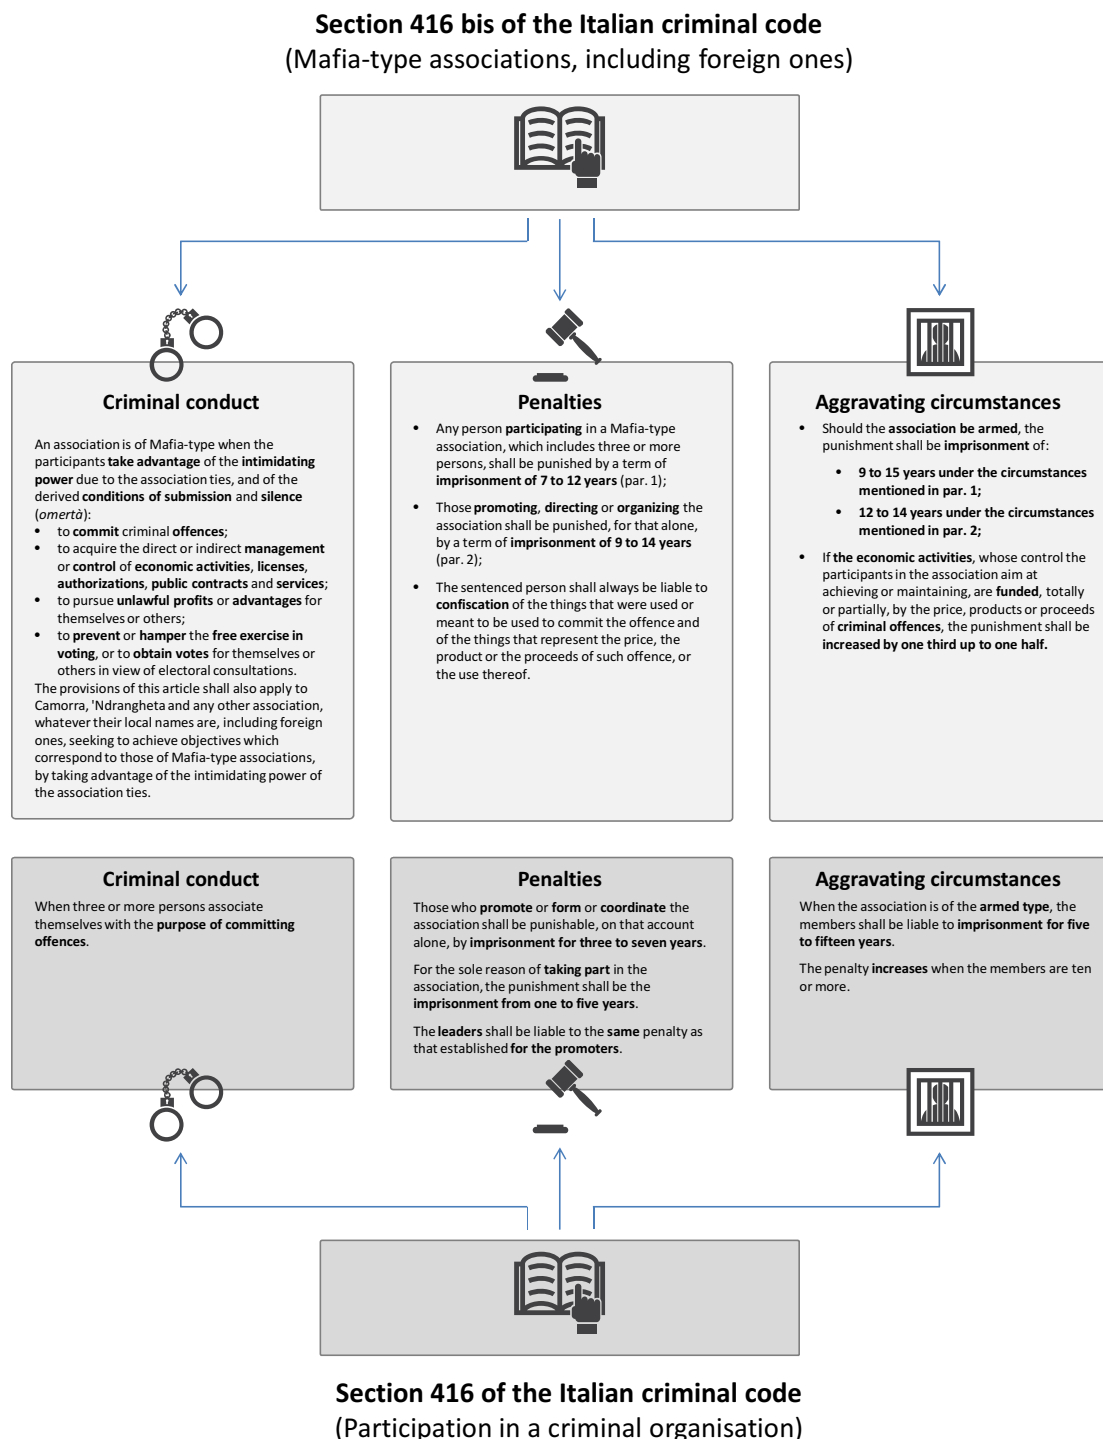 Section 416 bis of the Italian criminal code
(Mafia-type associations, including foreign ones)
Criminal conduct
An association is of Mafia-type when the
participants take advantage of the intimidating
power due to the association ties, and of the
derived conditions of submission and silence
(omertà):
• to commit criminal offences;
• to acquire the direct or indirect management
or control of economic activities, licenses,
authorizations, public contracts and services;
• to pursue unlawful profits or advantages for
themselves or others;
• to prevent or hamper the free exercise in
voting, or to obtain votes for themselves or
others in view of electoral consultations.
The provisions of this article shall also apply to
Camorra, 'Ndrangheta and any other association,
whatever their local names are, including foreign
ones, seeking to achieve objectives which
correspond to those of Mafia-type associations,
by taking advantage of the intimidating power of
the association ties.
Penalties
• Any person participating in a Mafia-type
association, which includes three or more
persons, shall be punished by a term of
imprisonment of 7 to 12 years (par. 1);
• Those promoting, directing or organizing the
association shall be punished, for that alone,
by a term of imprisonment of 9 to 14 years
(par. 2);
• The sentenced person shall always be liable to
confiscation of the things that were used or
meant to be used to commit the offence and
of the things that represent the price, the
product or the proceeds of such offence, or
the use thereof.
Aggravating circumstances
• Should the association be armed, the
punishment shall be imprisonment of:
• 9 to 15 years under the circumstances
mentioned in par. 1;
• 12 to 14 years under the circumstances
mentioned in par. 2;
• If the economic activities, whose control the
participants in the association aim at
achieving or maintaining, are funded, totally
or partially, by the price, products or proceeds
of criminal offences, the punishment shall be
increased by one third up to one half.
Criminal conduct
When three or more persons associate
themselves with the purpose of committing
offences.
Penalties
Those who promote or form or coordinate the
association shall be punishable, on that account
alone, by imprisonment for three to seven years.
For the sole reason of taking part in the
association, the punishment shall be the
imprisonment from one to five years.
The leaders shall be liable to the same penalty as
that established for the promoters.
Aggravating circumstances
When the association is of the armed type, the
members shall be liable to imprisonment for five
to fifteen years.
The penalty increases when the members are ten
or more.
Section 416 of the Italian criminal code
(Participation in a criminal organisation)